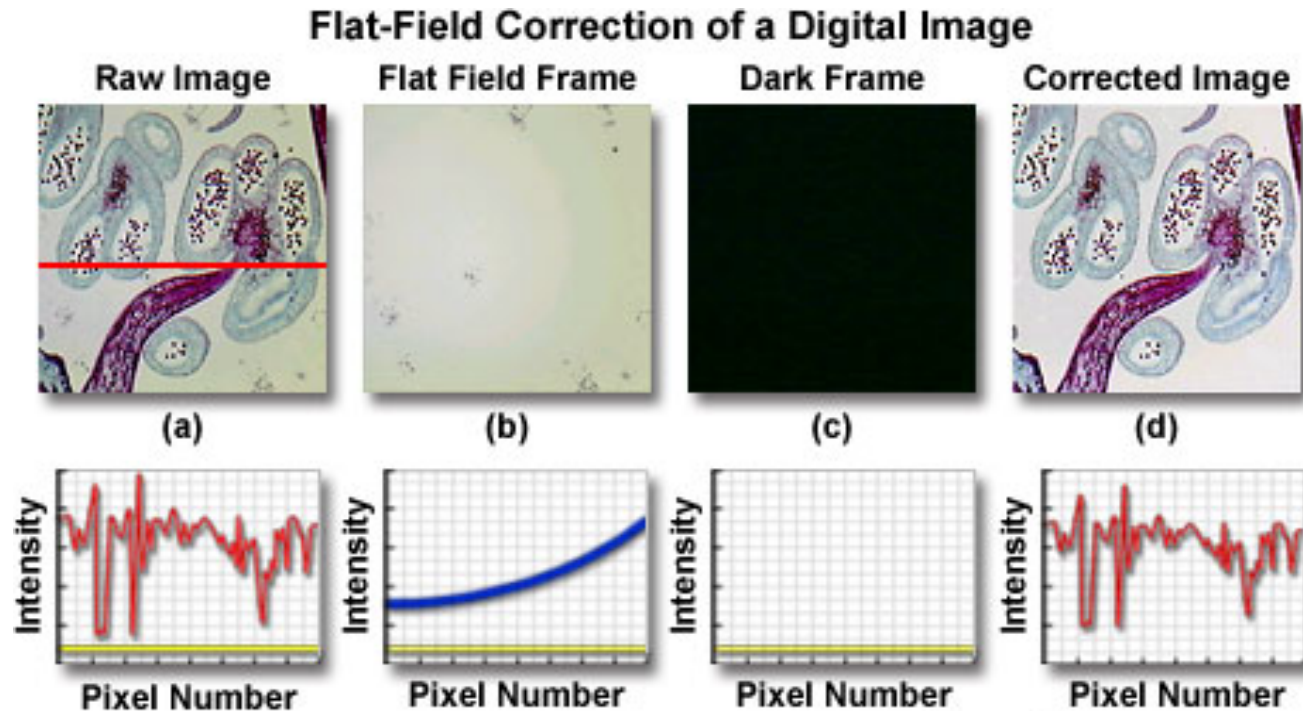 Flat-Field Correction of a Digital Image
Raw Image
Flat Field Frame
Dark Frame
Corrected Image
(a)
(b)
(c)
(d)
Intensity
Pixel Number
Intensity
Pixel Number
Intensity
Pixel Number
Intensity
Pixel Number